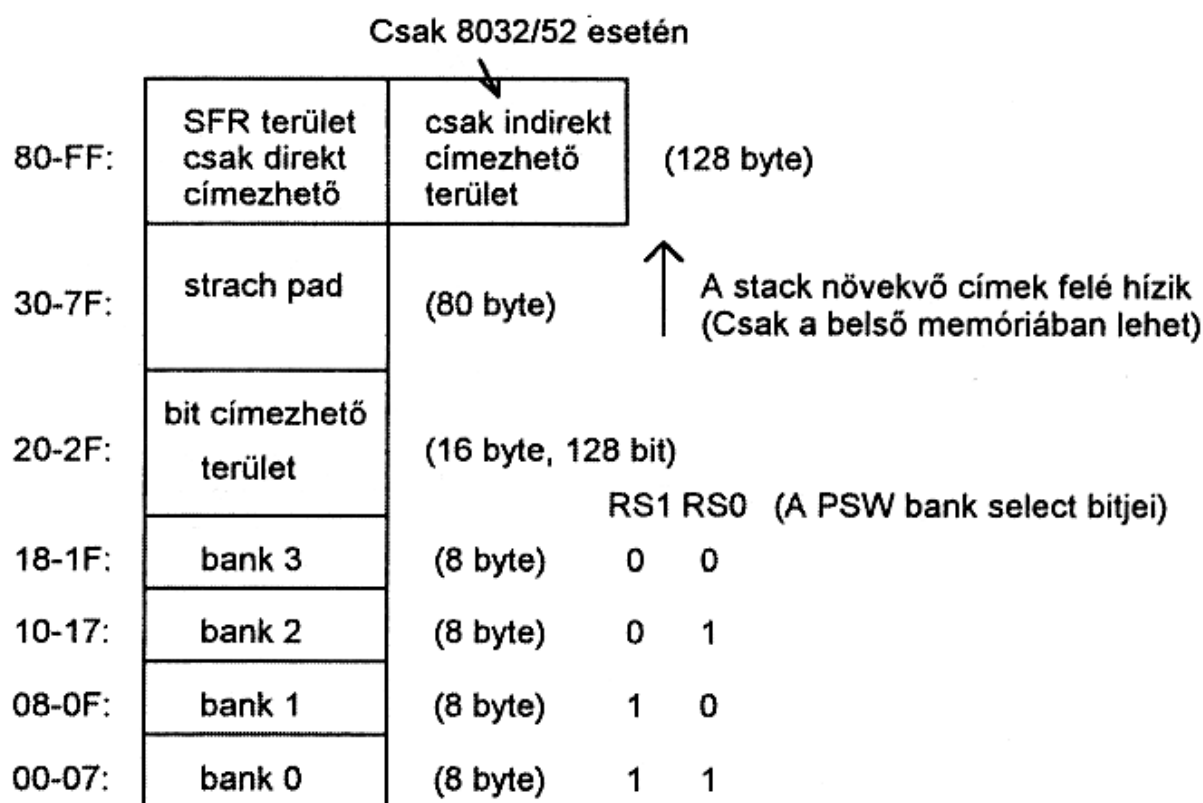 Csak 8032/52 esetén
80-FF:
SFR terület
csak direkt
címezhető
csak indirekt
címezhető
terület
(128 byte)
30-7F:
strach pad
(80 byte)
A stack növekvő címek felé hízik
(Csak a belső memóriában lehet)
20-2F:
bit címezhető
terület
(16 byte, 128 bit)
RS1 RS0 (A PSW bank select bitjei)
18-1F: bank 3 (8 byte) 0 0
10-17: bank 2 (8 byte) 0 1
08-0F: bank 1 (8 byte) 1 0
00-07: bank 0 (8 byte) 1 1